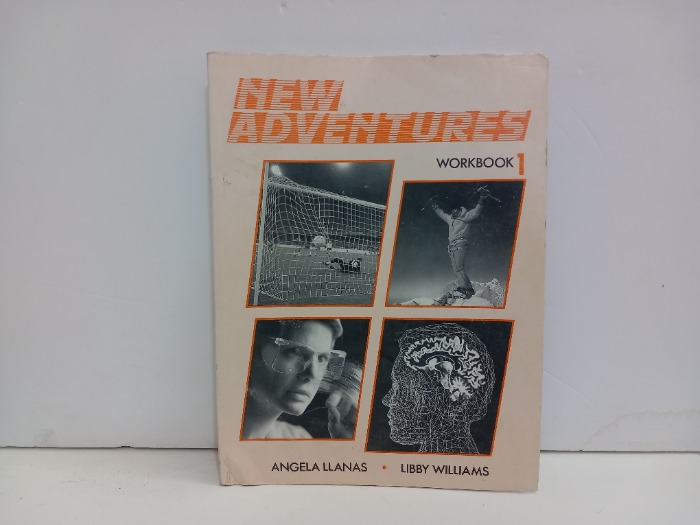 NEW
ADVENTURES
WORKBOOK 1
ANGELA LLANAS • LIBBY WILLIAMS